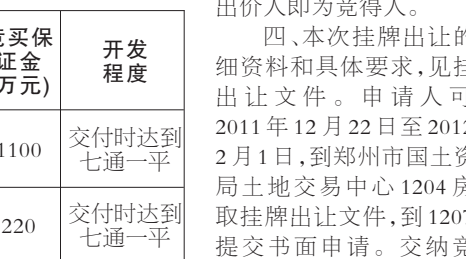 竞买保
证金
万元)
开发
程度
1100
交付时达到
七通一平
220
交付时达到
七通一平
出价人即为竞得人。
四、本次挂牌出让的
细资料和具体要求,见挂
出让文件。申请人可
2011年12月22日至2012
2月1日,到郑州市国土资
局土地交易中心1204房
取挂牌出让文件,到1207
提交书面申请。交纳竞